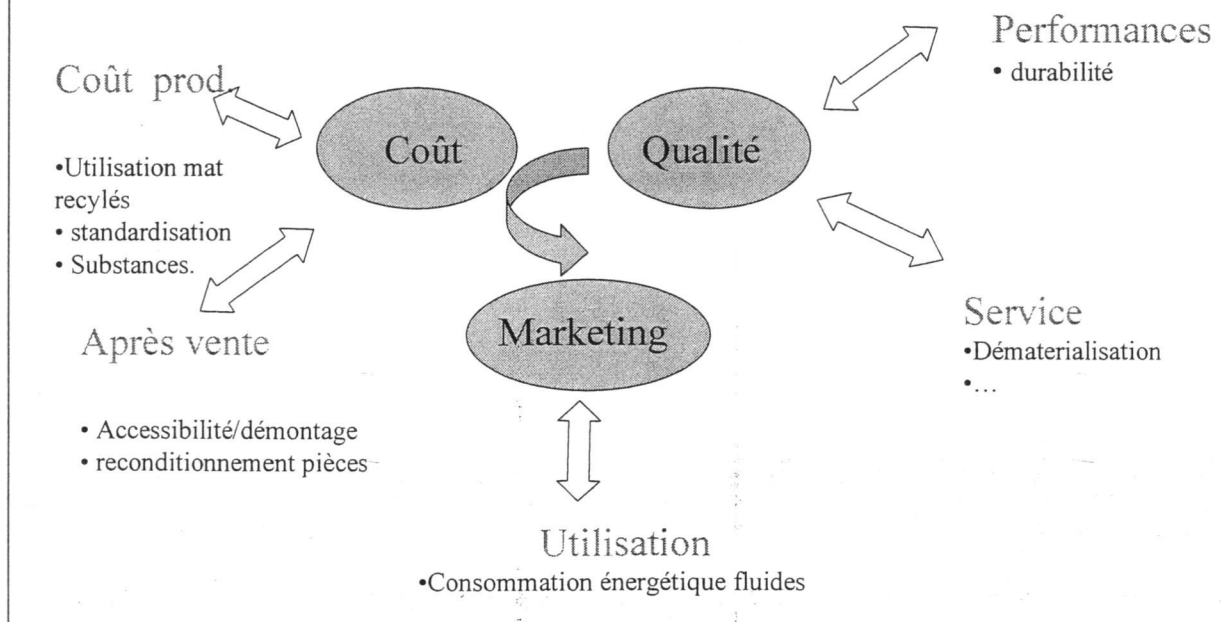 Coût prod.
•Utilisation mat
recylés
• standardisation
• Substances.
Après vente
• Accessibilité/démontage
• reconditionnement pièces
Coût
Qualité
Marketing
Utilisation
•Consommation énergétique fluides
Performances
• durabilité
Service
•Dématerialisation
•…